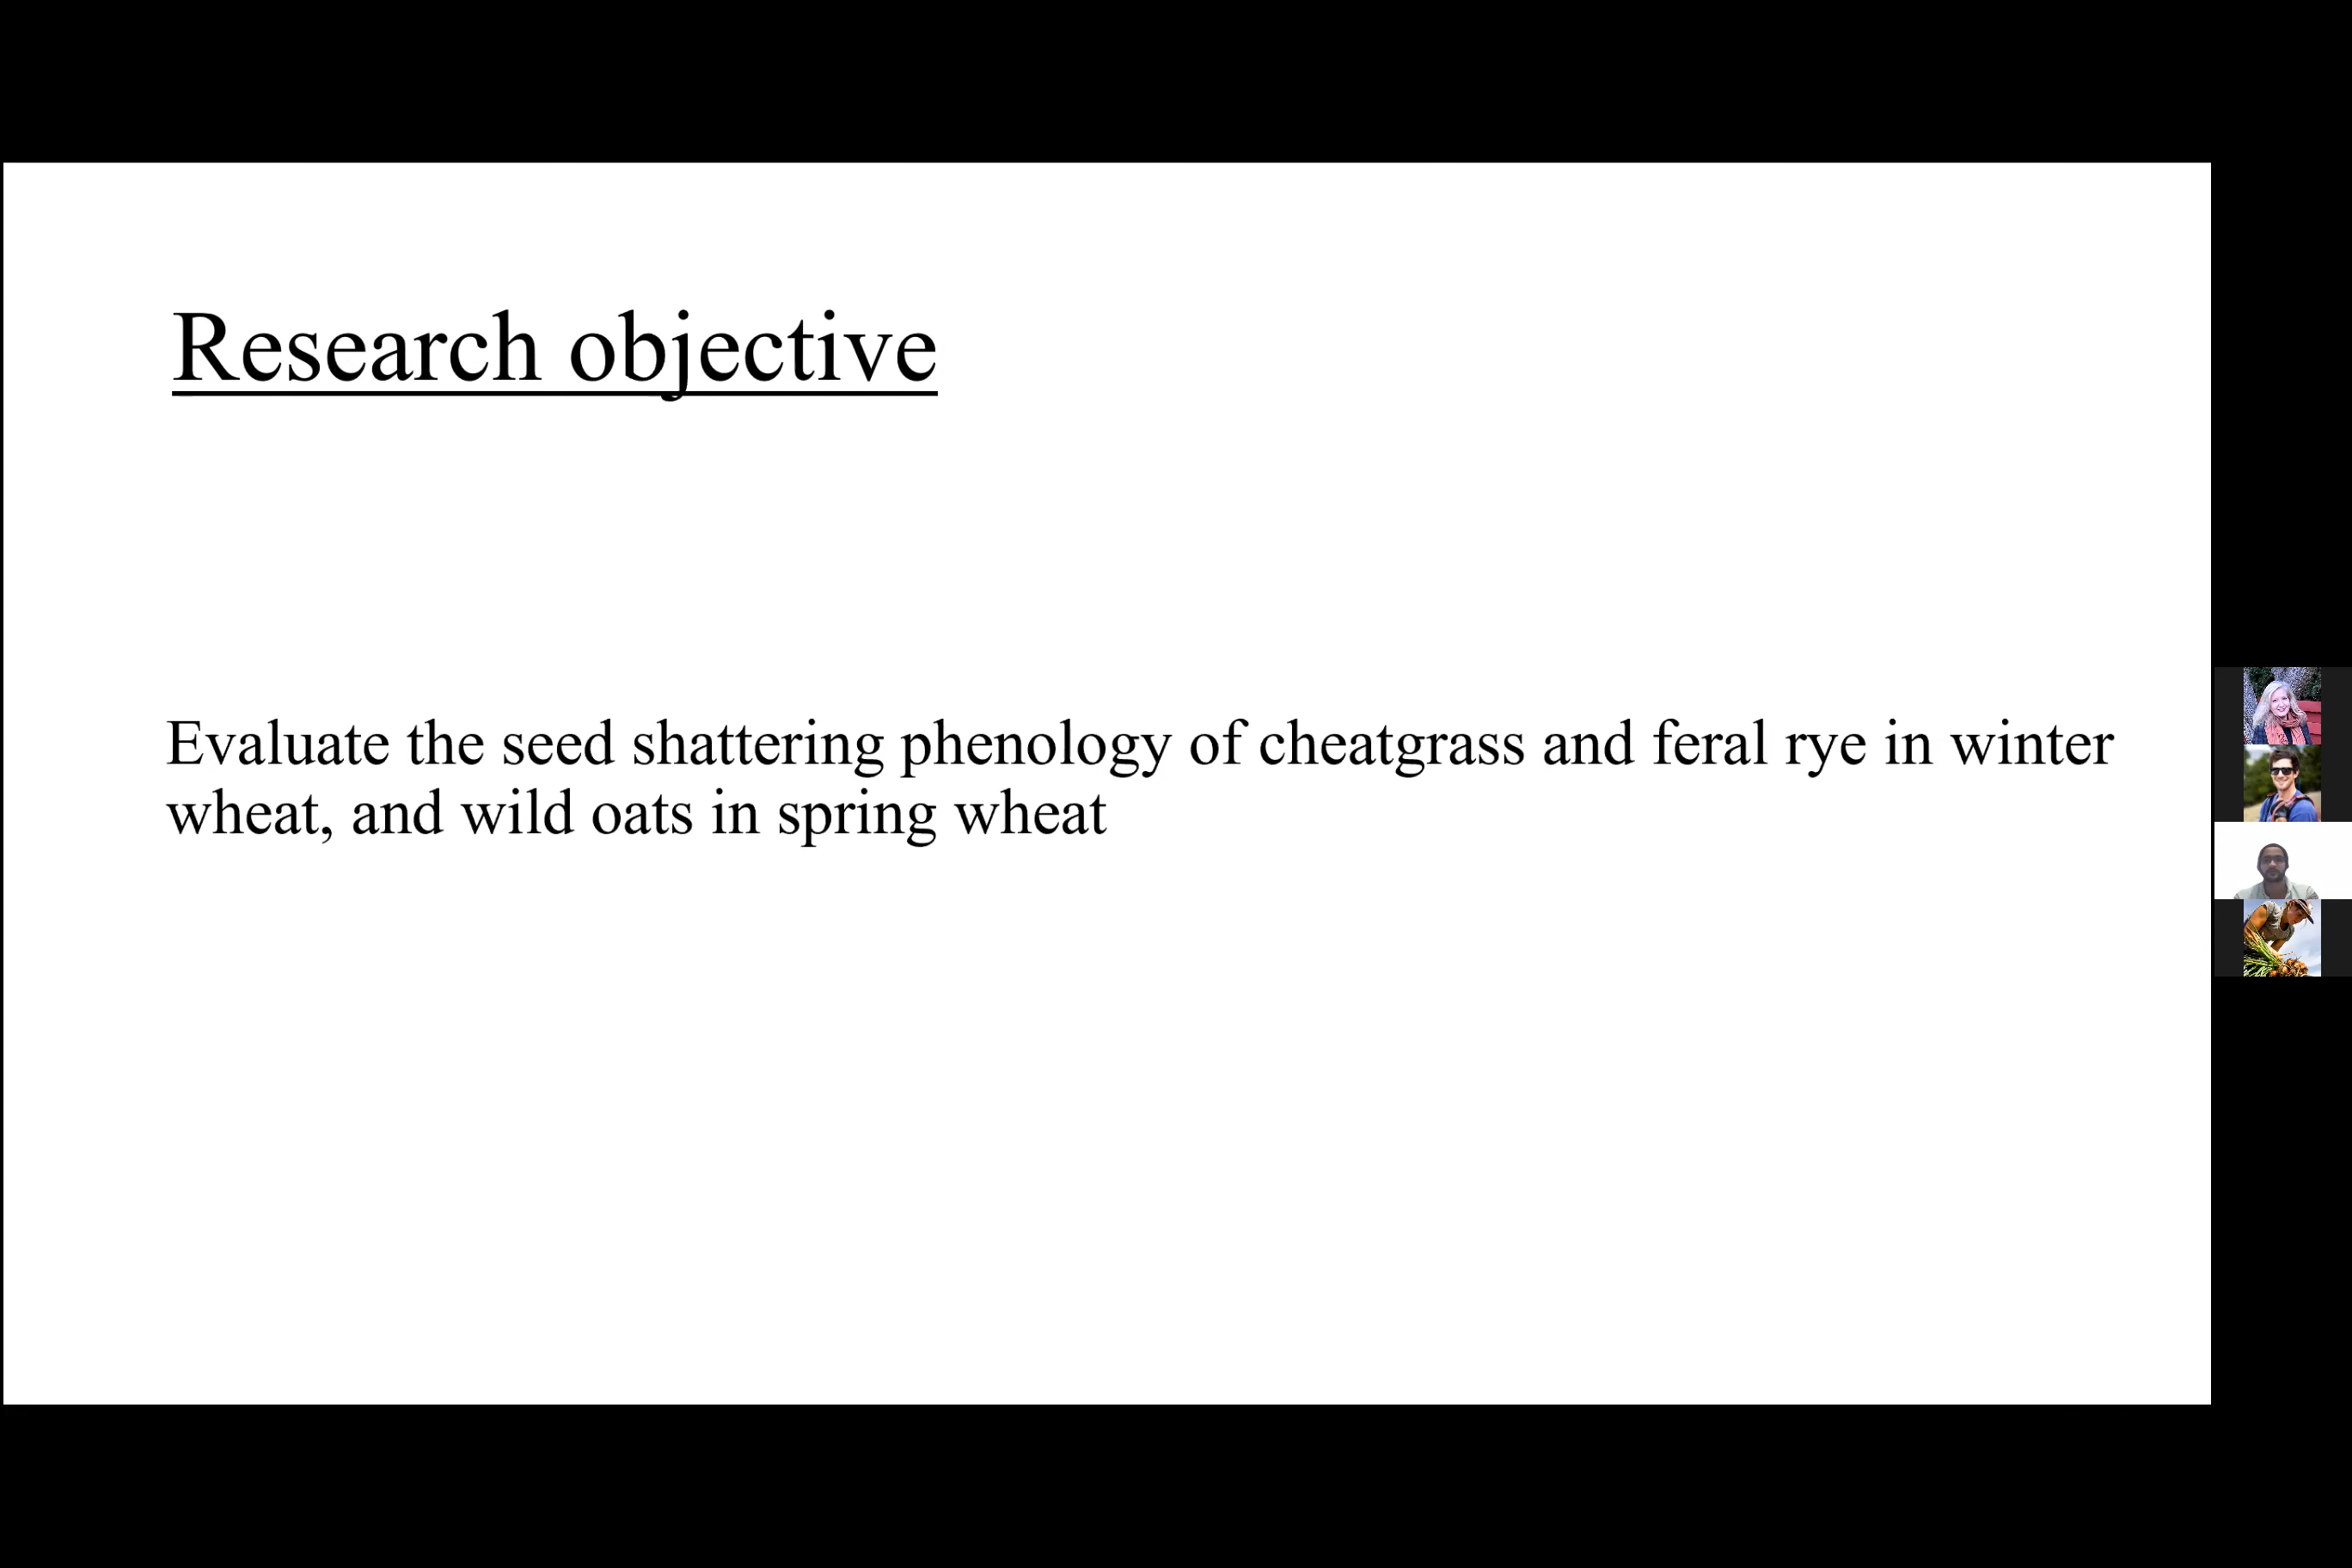 Research objective
Evaluate the seed shattering phenology of cheatgrass and feral rye in winter
wheat, and wild oats in spring wheat